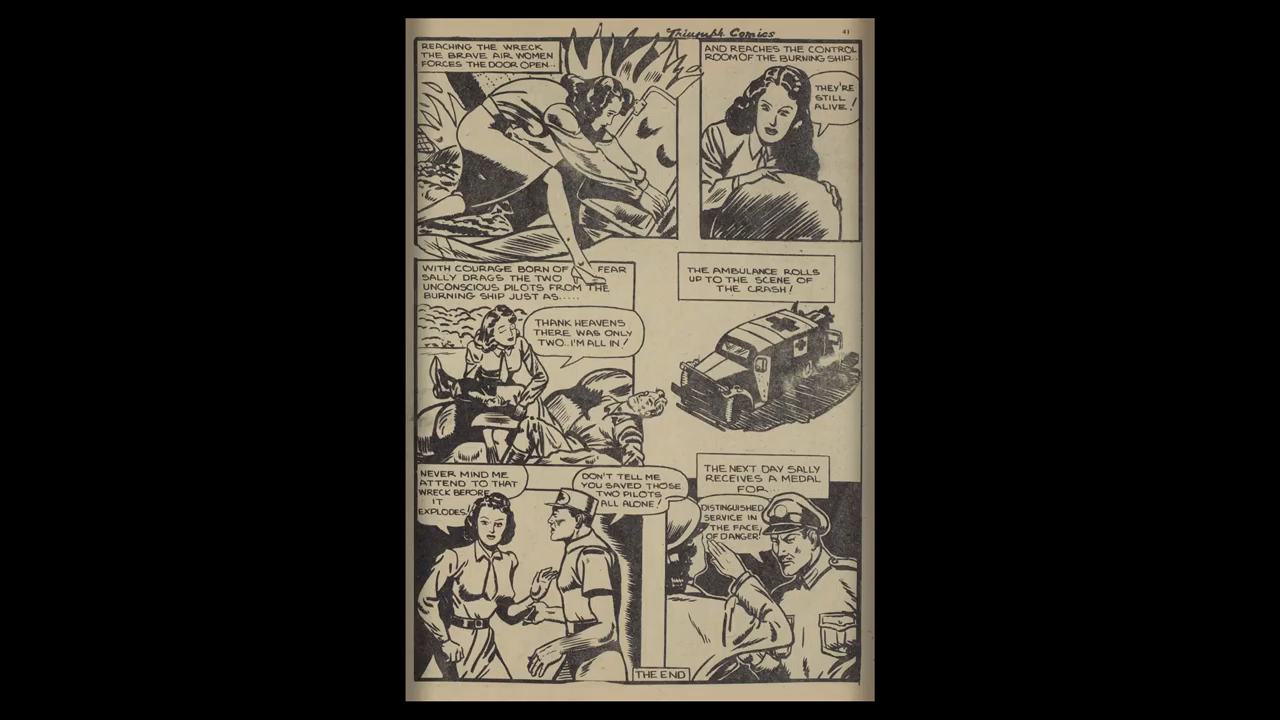 Triumph Comics
41
REACHING THE WRECK
THE BRAVE AIR WOMEN
FORCES THE DOOR OPEN...
AND REACHES THE CONTROL
ROOM OF THE BURNING SHIP...
THEY'RE
STILL
ALIVE!
WITH COURAGE BORN OF FEAR
SALLY DRAGS THE TWO
UNCONSCIOUS PILOTS FROM THE
BURNING SHIP JUST AS.....
THANK HEAVENS
THERE WAS ONLY
TWO..I'M ALL IN!
THE AMBULANCE ROLLS
UP TO THE SCENE OF
THE CRASH!
NEVER MIND ME
ATTEND TO THAT
WRECK BEFORE
IT
EXPLODES!
DON'T TELL ME
YOU SAVED THOSE
TWO PILOTS
ALL ALONE!
THE NEXT DAY SALLY
RECEIVES A MEDAL
FOR...
DISTINGUISHED
SERVICE IN
THE FACE
OF DANGER!
THE END